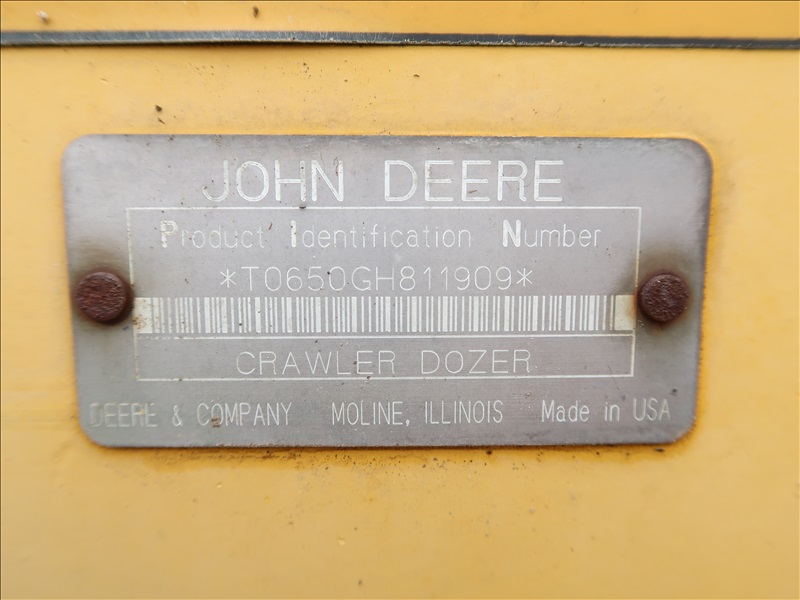 JOHN DEERE
Product Identification Number
*T0650GH811909*
CRAWLER DOZER
DEERE & COMPANY MOLINE, ILLINOIS Made in USA